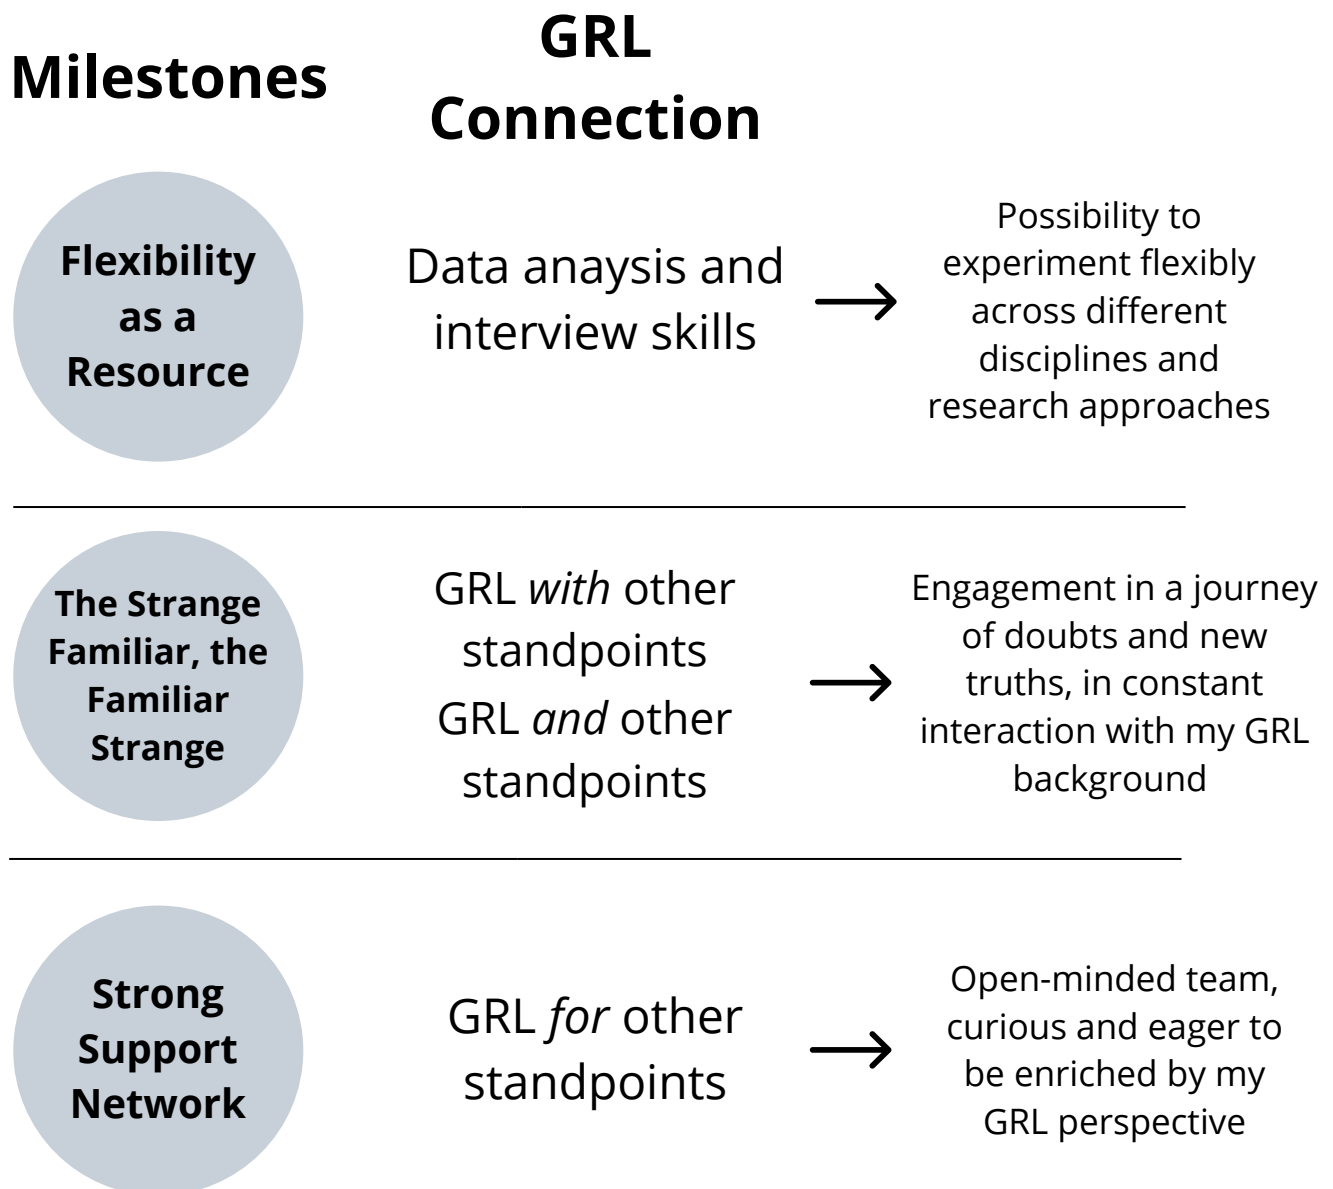 Milestones
GRL
Connection
Flexibility
as a
Resource
Data anaysis and
interview skills
Possibility to
experiment flexibly
across different
disciplines and
research approaches
The Strange
Familiar, the
Familiar
Strange
GRL with other
standpoints
GRL and other
standpoints
Engagement in a journey
of doubts and new
truths, in constant
interaction with my GRL
background
Strong
Support
Network
GRL for other
standpoints
Open-minded team,
curious and eager to
be enriched by my
GRL perspective